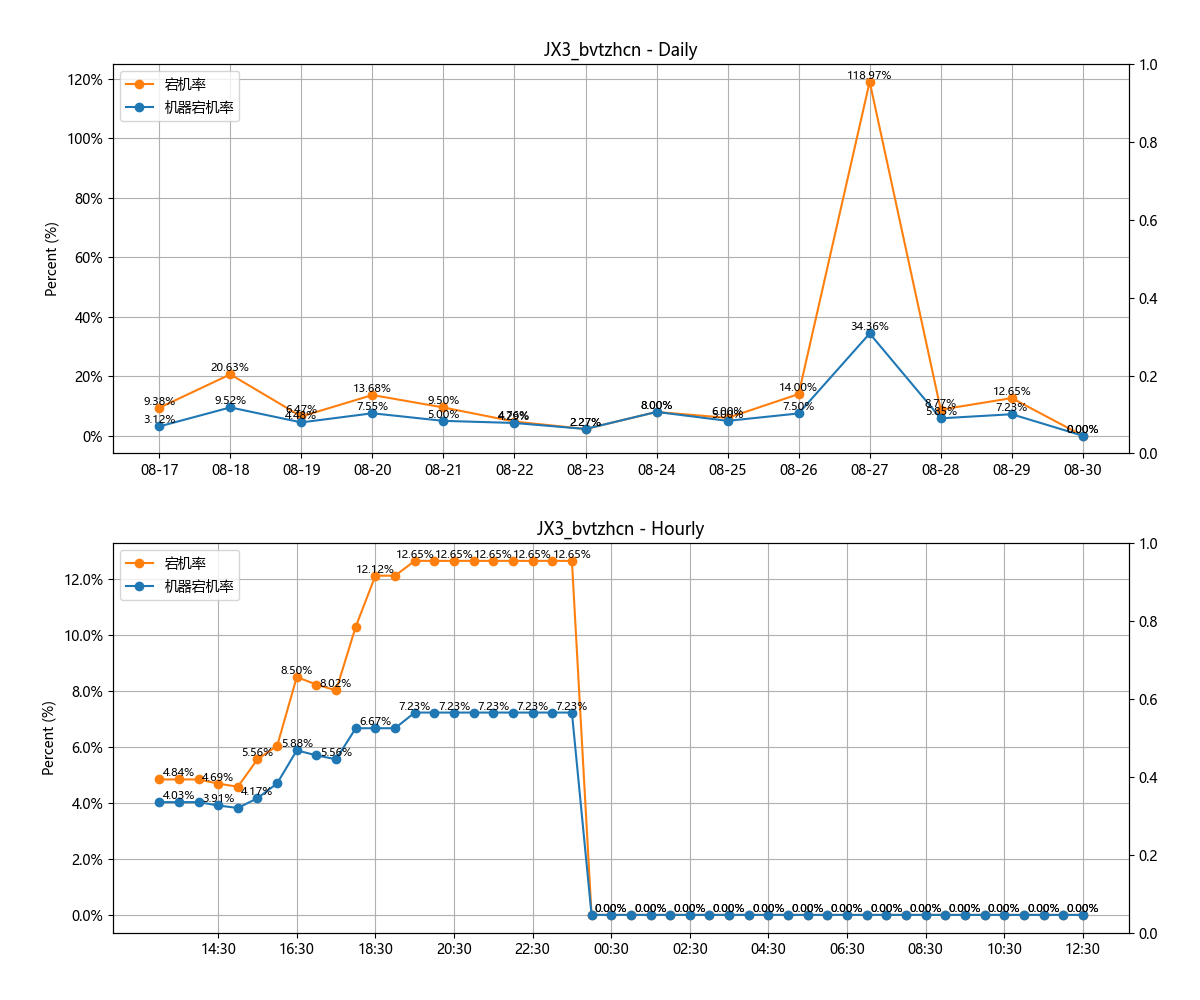 JX3_bvtzhcn - Daily
宕机率
机器宕机率
Percent (%)
120%
100%
80%
60%
40%
20%
0%
1.0
0.8
0.6
0.4
0.2
0.0
9.38% 20.63% 6.47% 13.68% 9.50% 4.76% 2.27% 8.00% 6.00% 14.00% 118.97% 8.77% 12.65% 0.00%
3.12% 9.52% 4.48% 7.55% 5.00% 2.27% 8.00% 5.00% 7.50% 34.36% 5.85% 7.23% 0.00%
08-17 08-18 08-19 08-20 08-21 08-22 08-23 08-24 08-25 08-26 08-27 08-28 08-29 08-30
JX3_bvtzhcn - Hourly
宕机率
机器宕机率
Percent (%)
12.0%
10.0%
8.0%
6.0%
4.0%
2.0%
0.0%
1.0
0.8
0.6
0.4
0.2
0.0
4.84% 4.69% 5.56% 8.50% 8.02% 12.12% 12.65% 12.65% 12.65% 12.65% 12.65%
4.03% 3.91% 4.17% 5.88% 5.56% 6.67% 7.23% 7.23% 7.23% 7.23% 7.23%
0.00% 0.00% 0.00% 0.00% 0.00% 0.00% 0.00% 0.00% 0.00% 0.00% 0.00% 0.00% 0.00%
14:30 16:30 18:30 20:30 22:30 00:30 02:30 04:30 06:30 08:30 10:30 12:30